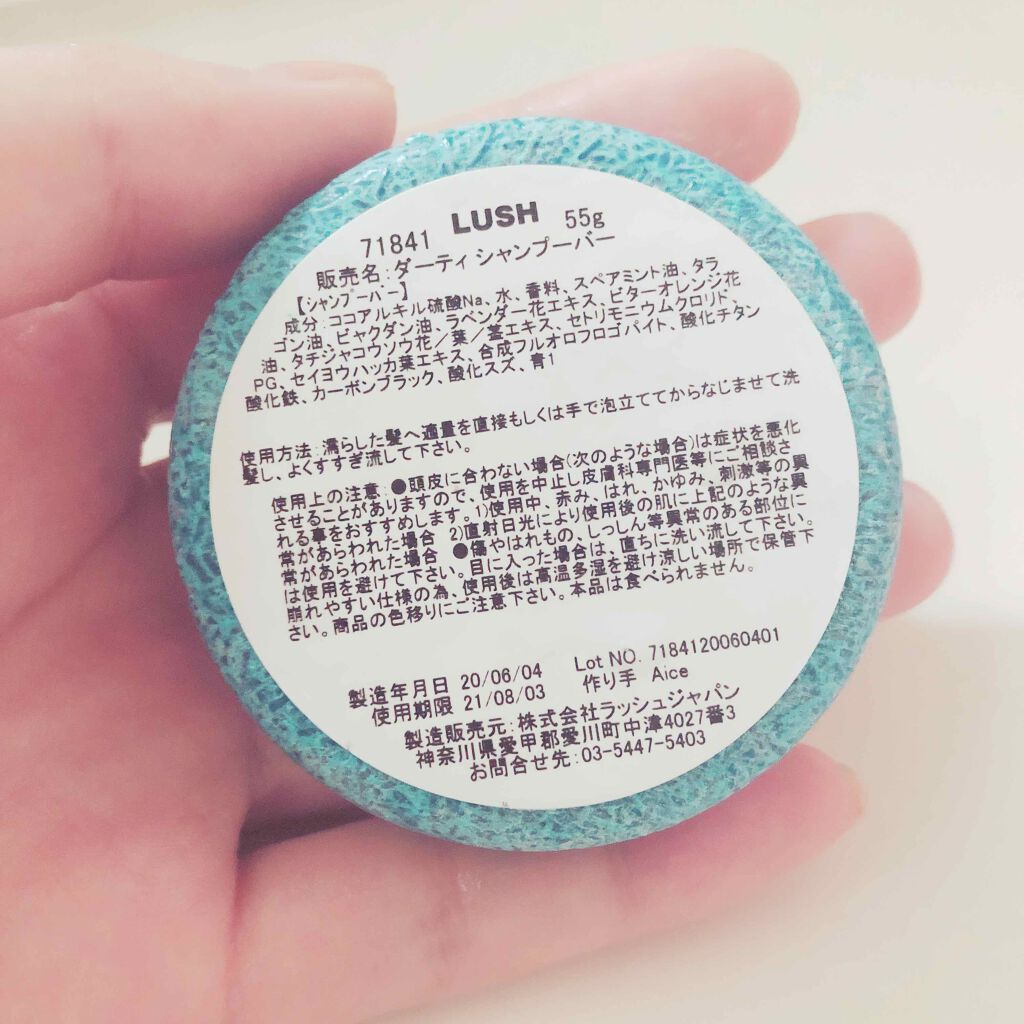 LUSH
71841 55g
販売名:ダーティ シャンプーバー
【シャンプーバー】
成分:ココアルキル硫酸Na、水、香料、スペアミント油、タラ
ゴン油、ビャクダン油、ラベンダー花エキス、ビターオレンジ花
油、タチジャコウソウ花/葉/茎エキス、セトリモニウムクロリド、
PG、セイヨウハッカ葉エキス、合成フルオロフロゴパイト、酸化チタン
酸化鉄、カーボンブラック、酸化スズ、青1
使用方法:濡らした髪へ適量を直接もしくは手で泡立ててからなじませて洗
髪し、よくすすぎ流して下さい。
使用上の注意:●頭皮に合わない場合(次のような場合)は症状を悪化
させることがありますので、使用を中止し皮膚科専門医等にご相談さ
れる事をおすすめします。1)使用中、赤み、はれ、かゆみ、刺激等の異
常があらわれた場合 2)直射日光により使用後の肌に上記のような異
常があらわれた場合 ●傷やはれもの、しっしん等異常のある部位に
は使用を避けて下さい。目に入った場合は、直ちに洗い流して下さい。
崩れやすい仕様の為、使用後は高温多湿を避け涼しい場所で保管下
さい。商品の色移りにご注意下さい。本品は食べられません。
製造年月日 20/06/04 Lot NO. 7184120060401
使用期限 21/08/03 作り手 Aice
製造販売元:株式会社ラッシュジャパン
神奈川県愛甲郡愛川町中津4027番3
お問合せ先:03-5447-5403